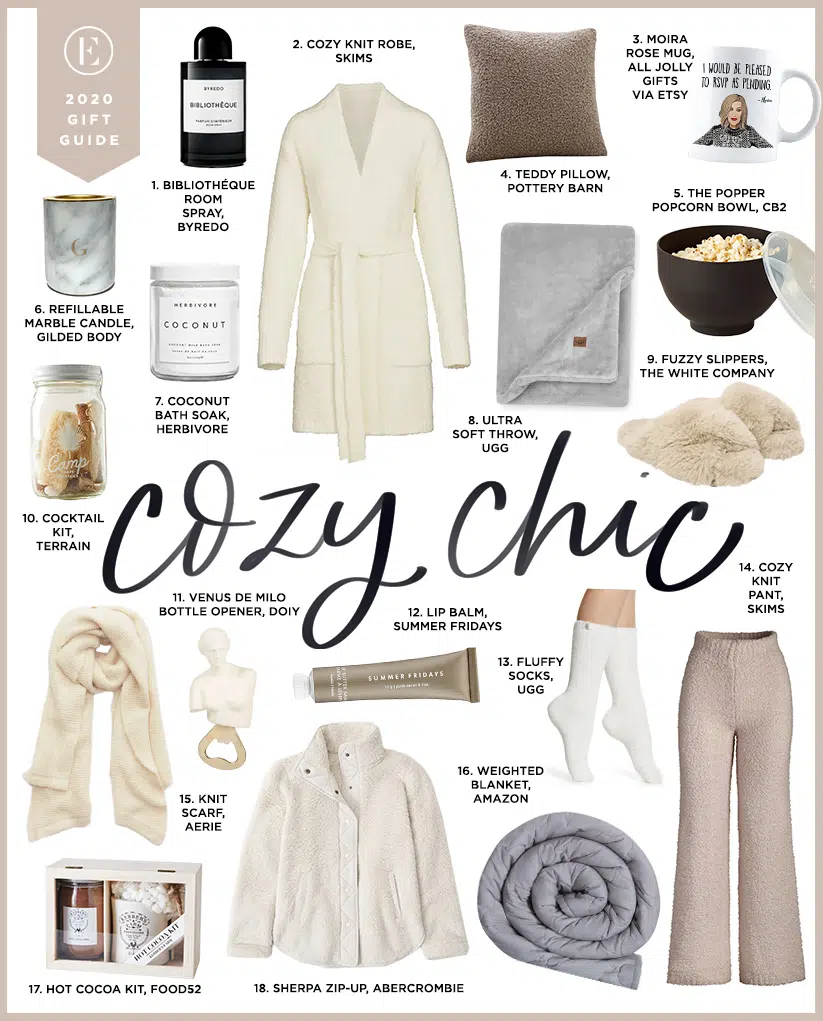 E
2020
GIFT
GUIDE
BYREDO
BIBLIOTHÈQUE
1. BIBLIOTHÉQUE
ROOM
SPRAY,
BYREDO
2. COZY KNIT ROBE,
SKIMS
3. MOIRA
ROSE MUG,
ALL JOLLY
GIFTS
VIA ETSY
I WOULD BE PLEASED
TO RSVP AS PENDING.
- Moira
4. TEDDY PILLOW,
POTTERY BARN
5. THE POPPER
POPCORN BOWL, CB2
G
6. REFILLABLE
MARBLE CANDLE,
GILDED BODY
HERBIVORE
COCONUT
7. COCONUT
BATH SOAK,
HERBIVORE
8. ULTRA
SOFT THROW,
UGG
9. FUZZY SLIPPERS,
THE WHITE COMPANY
Camp
10. COCKTAIL
KIT,
TERRAIN
cozy chic
11. VENUS DE MILO
BOTTLE OPENER, DOIY
12. LIP BALM,
SUMMER FRIDAYS
SUMMER FRIDAYS
13. FLUFFY
SOCKS,
UGG
14. COZY
KNIT
PANT,
SKIMS
15. KNIT
SCARF,
AERIE
16. WEIGHTED
BLANKET,
AMAZON
HOT COCOA KIT
17. HOT COCOA KIT, FOOD52
18. SHERPA ZIP-UP, ABERCROMBIE